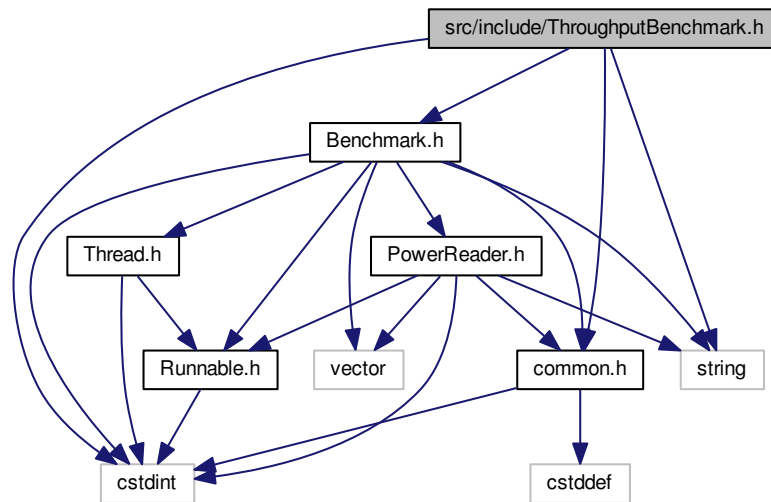 src/include/ThroughputBenchmark.h
Benchmark.h
Thread.h
PowerReader.h
Runnable.h
vector
common.h
string
cstdint
cstddef